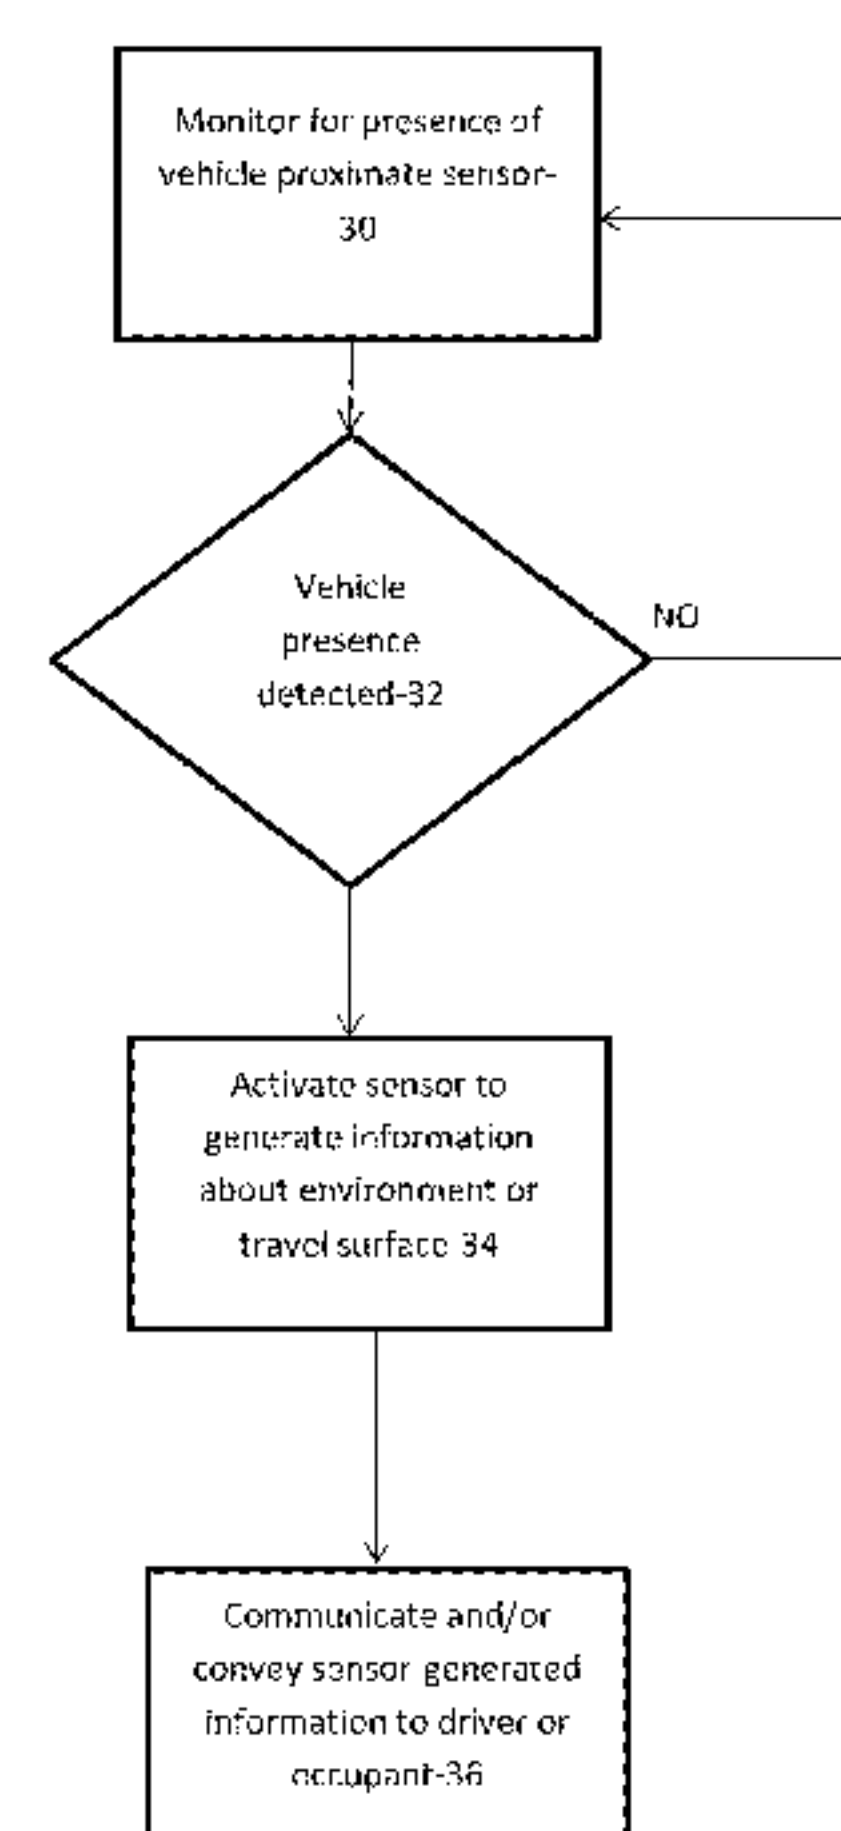 Monitor for presence of
vehicle proximate sensor-
30
Vehicle
presence
detected-32
NO
Activate sensor to
generate information
about environment or
travel surface-34
Communicate and/or
convey sensor generated
information to driver or
occupant-36